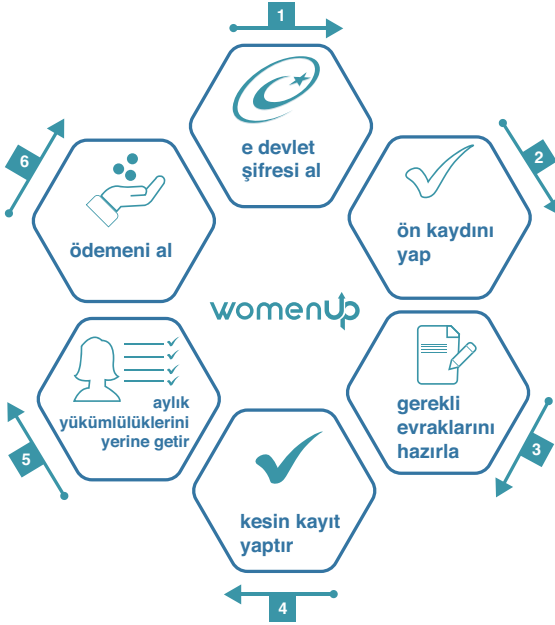 1
e devlet
şifresi al
2
ön kaydını
yap
3
gerekli
evraklarını
hazırla
4
kesin kayıt
yaptır
5
aylık
yükümlülüklerini
yerine getir
6
ödemeni al
womenup